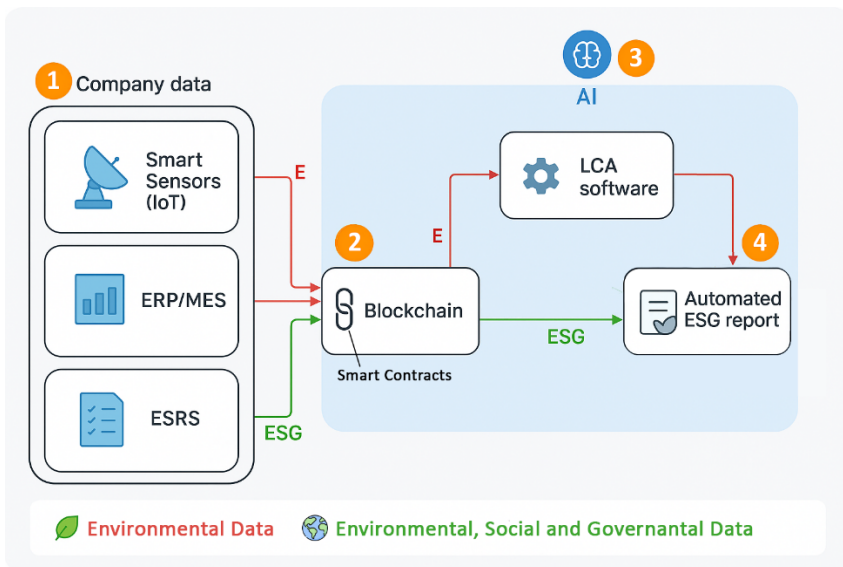 1 Company data
3
AI
Smart
Sensors
(IoT)
E
LCA
software
E
2
4
ERP/MES
Blockchain
Automated
ESG report
ESG
Smart Contracts
ESRS
ESG
Environmental Data
Environmental, Social and Governantal Data